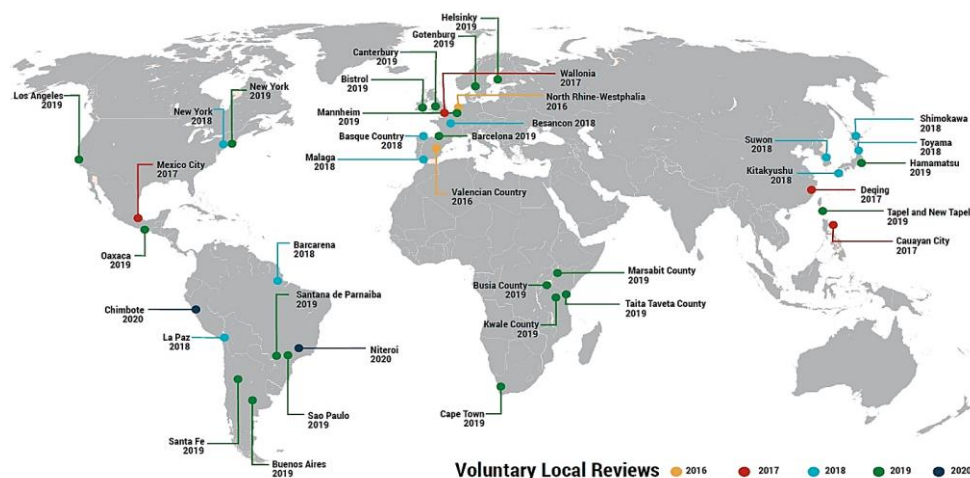 Helsinky
2019
Gotenburg
2019
Canterbury
2019
Wallonia
2017
Bistrol
2019
New York
2019
North Rhine-Westphalia
2016
Los Angeles
2019
New York
2018
Mannheim
2019
Besancon 2018
Shimokawa
2018
Basque Country
2018
Barcelona 2019
Suwon
2018
Toyama
2018
Mexico City
2017
Malaga
2018
Kitakyushu
2018
Hamamatsu
2019
Valencian Country
2016
Deqing
2017
Tapel and New Tapel
2019
Oaxaca
2019
Barcarena
2018
Cauayan City
2017
Marsabit County
2019
Busia County
2019
Santana de Parnaiba
2019
Chimbote
2020
Taita Taveta County
2019
Kwale County
2019
La Paz
2018
Niteroi
2020
Sao Paulo
2019
Cape Town
2019
Santa Fe
2019
Buenos Aires
2019
Voluntary Local Reviews 2016 2017 2018 2019 2020